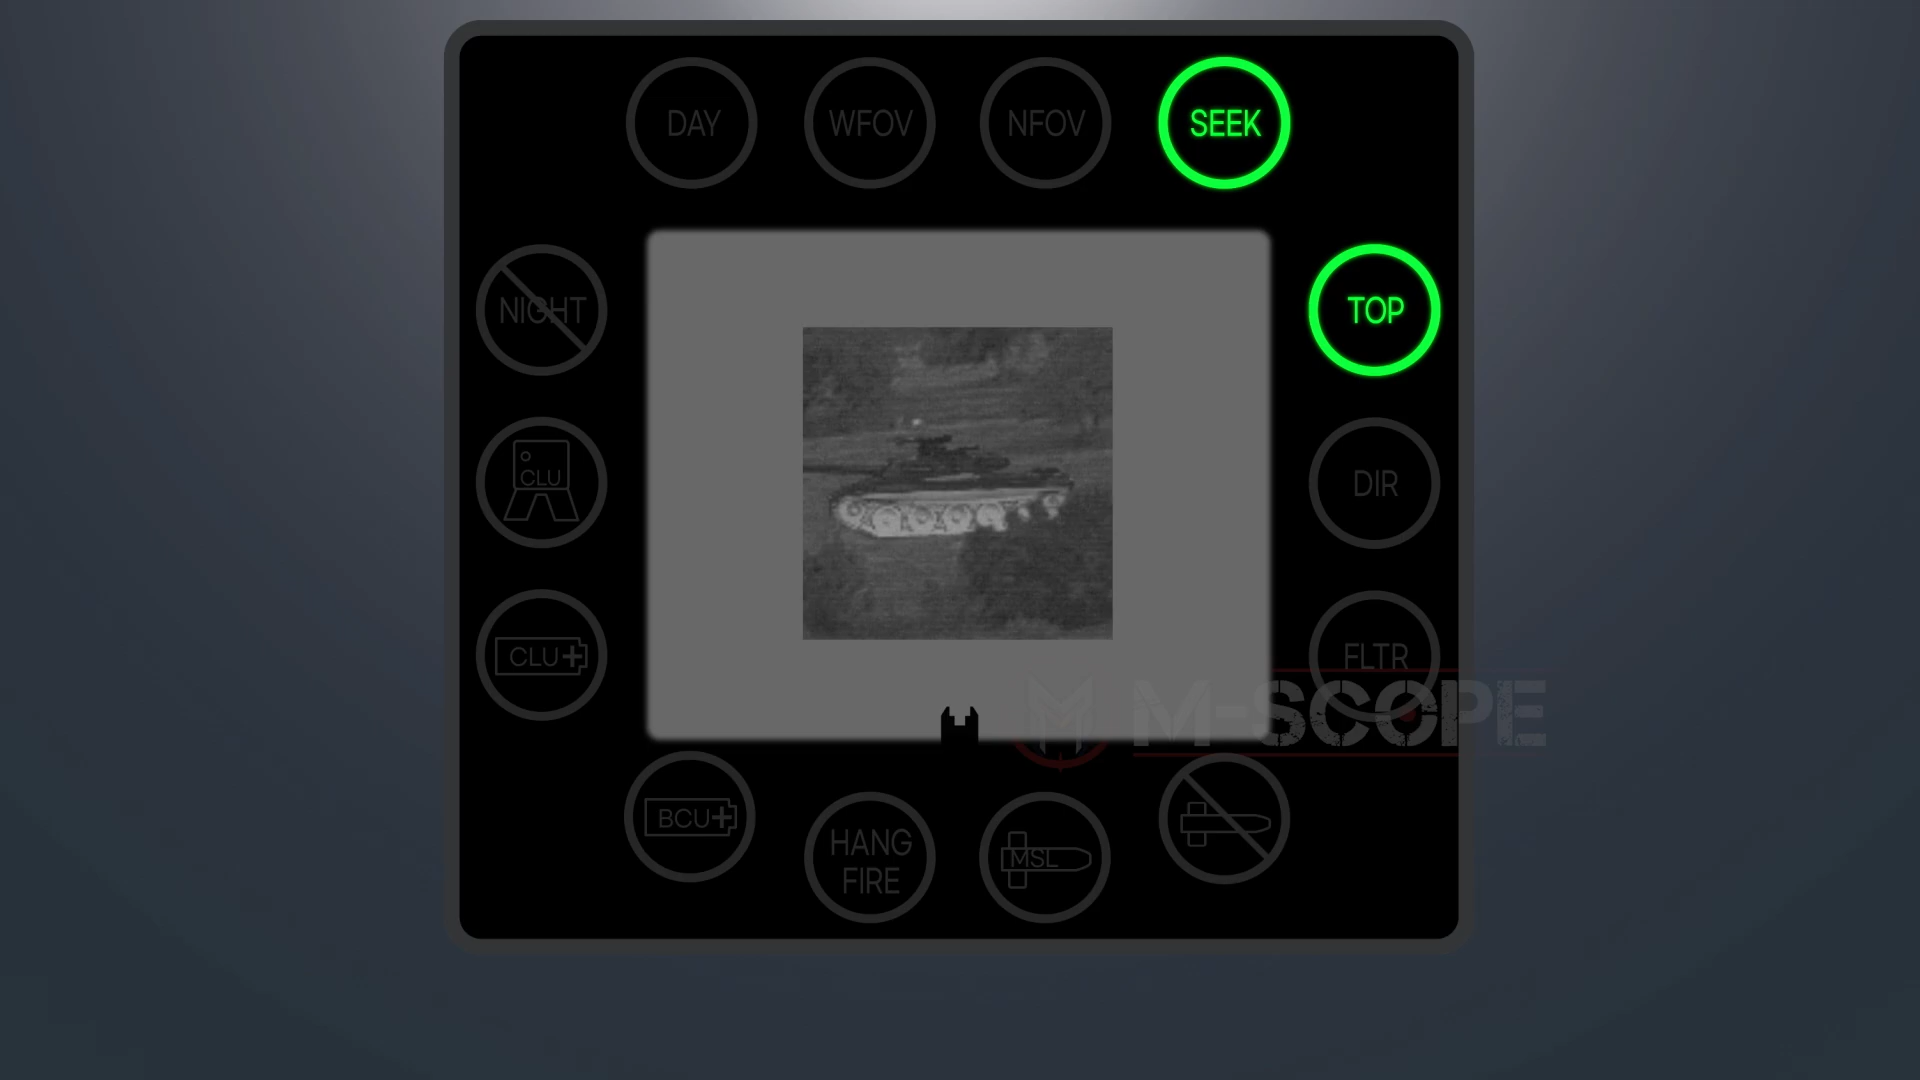 DAY
WFOV
NFOV
SEEK
NIGHT
TOP
CLU
DIR
CLU+
FLTR
M-SCOPE
BCU+
HANG
FIRE
MSL